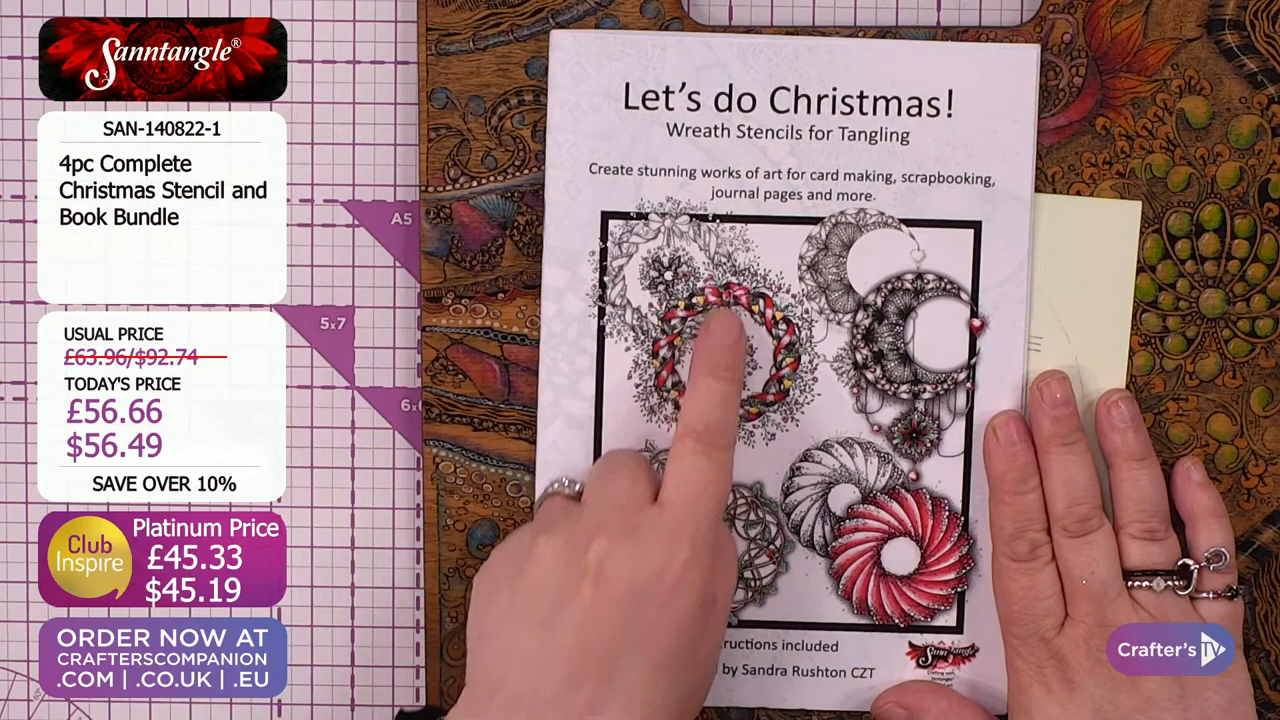 Sanntangle®
SAN-140822-1
4pc Complete
Christmas Stencil and
Book Bundle
USUAL PRICE
£63.96/$92.74
TODAY'S PRICE
£56.66
$56.49
SAVE OVER 10%
Club
Inspire
Platinum Price
£45.33
$45.19
ORDER NOW AT
CRAFTERSCOMPANION
.COM | .CO.UK | .EU
A5
5x7
Let's do Christmas!
Wreath Stencils for Tangling
Create stunning works of art for card making, scrapbooking,
journal pages and more.
included
by Sandra Rushton CZT
Sanntangle
Crafter's TV